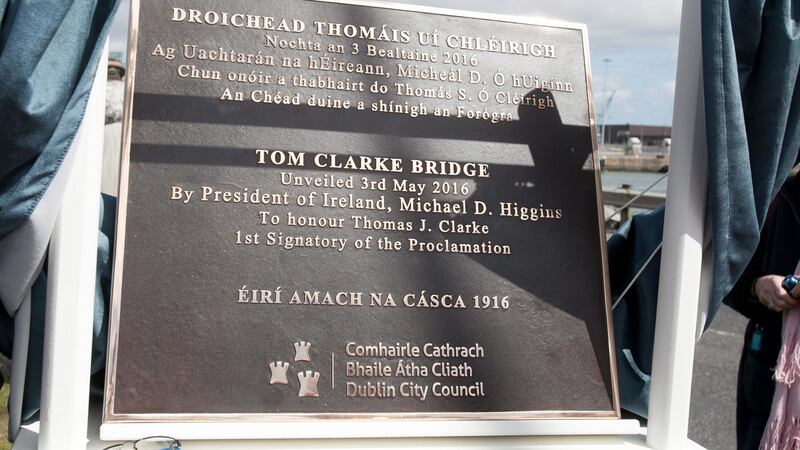 DROICHEAD THOMÁIS UÍ CHLÉIRIGH
Nochta an 3 Bealtaine 2016
Ag Uachtarán na hÉireann, Micheál D. Ó hUiginn
Chun onóir a thabhairt do Thomás S. Ó Cléirigh
An Chéad duine a shínigh an Forógra
TOM CLARKE BRIDGE
Unveiled 3rd May 2016
By President of Ireland, Michael D. Higgins
To honour Thomas J. Clarke
1st Signatory of the Proclamation
ÉIRÍ AMACH NA CÁSCA 1916
Comhairle Cathrach
Bhaile Átha Cliath
Dublin City Council